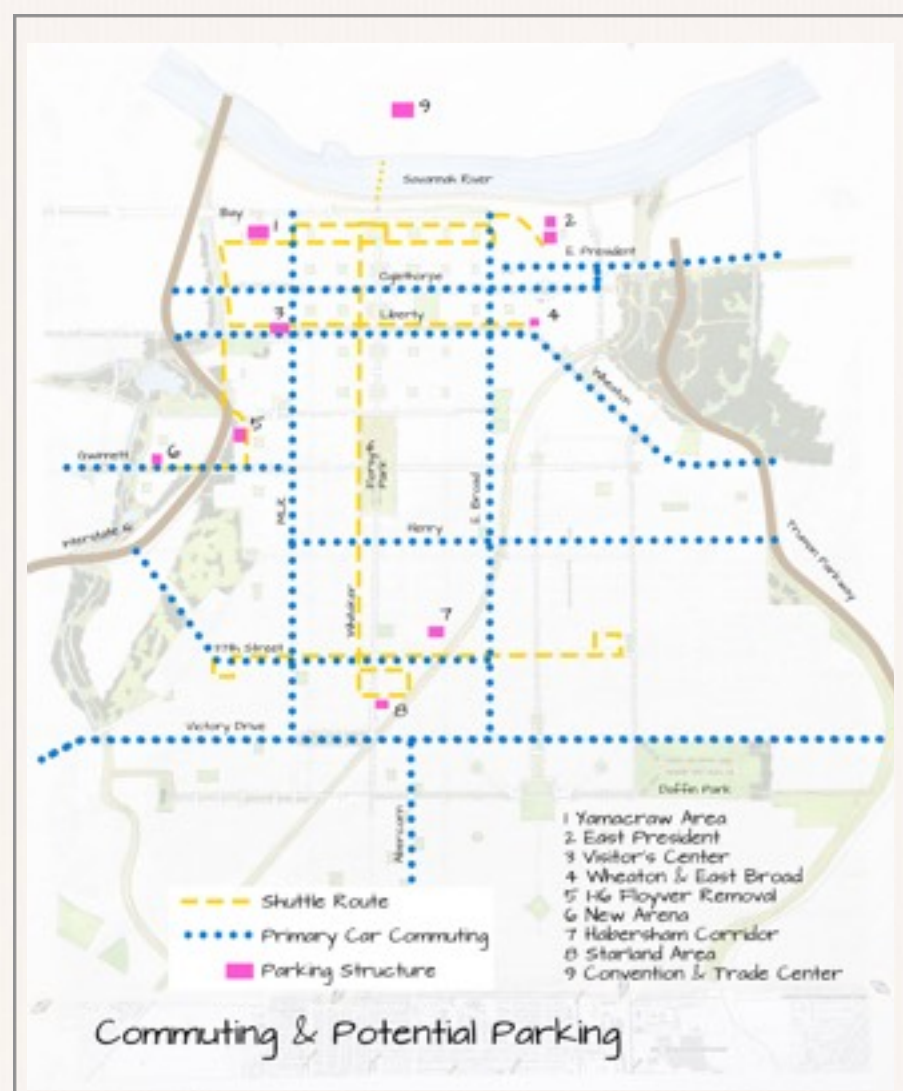 9
Savannah River
Bay
1
2
E. President
Oglethorpe
3
Liberty
4
Wheaton
5
Gwinnett
6
Forsyth
Park
MLK
E. Broad
Interstate 16
Henry
Truman Parkway
Whitaker
7
37th Street
8
Victory Drive
Daffin Park
Abercorn
1 Yamacraw Area
2 East President
3 Visitor's Center
4 Wheaton & East Broad
5 I-16 Floyver Removal
6 New Arena
7 Habersham Corridor
8 Starland Area
9 Convention & Trade Center
Shuttle Route
Primary Car Commuting
Parking Structure
Commuting & Potential Parking